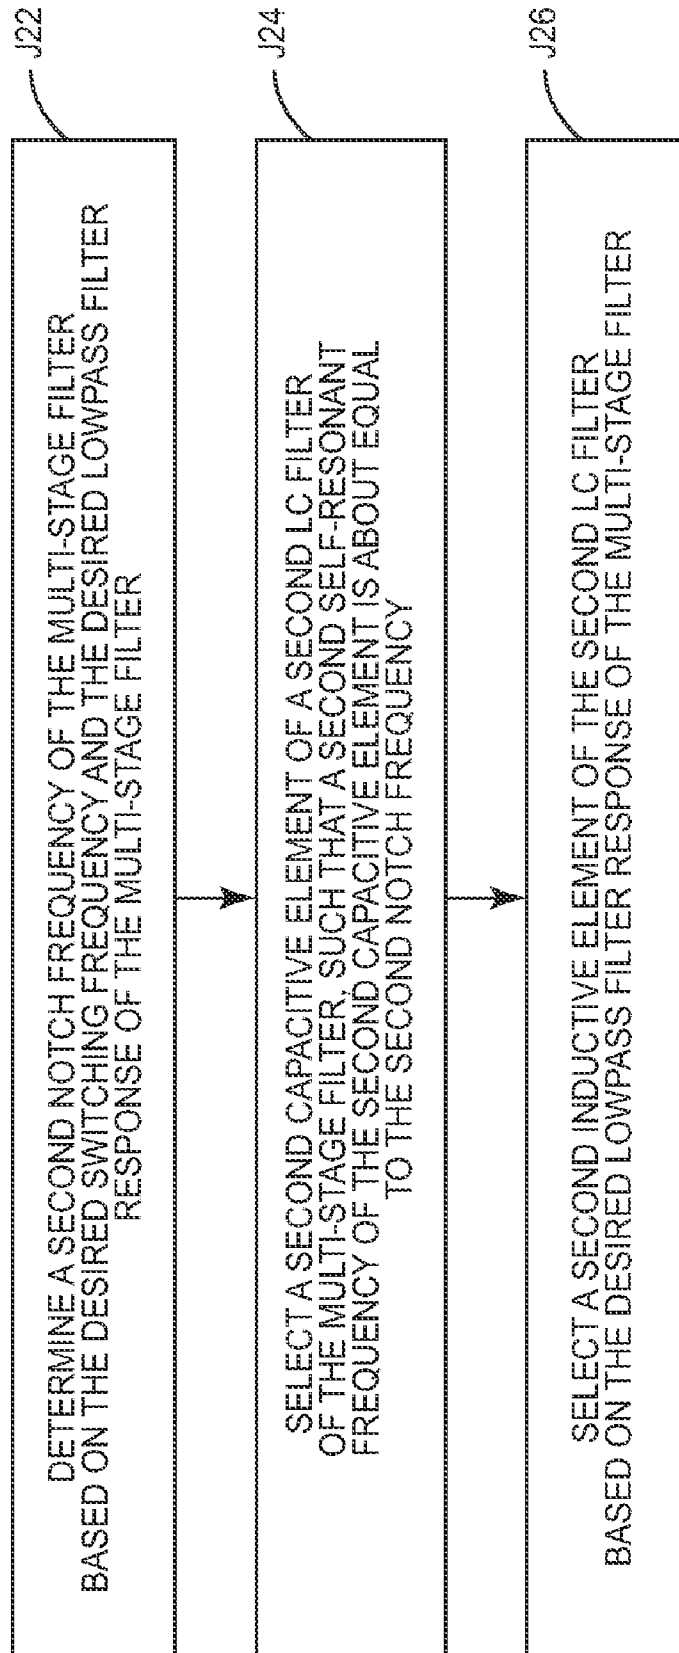 DETERMINE A SECOND NOTCH FREQUENCY OF THE MULTI-STAGE FILTER
BASED ON THE DESIRED SWITCHING FREQUENCY AND THE DESIRED LOWPASS FILTER
RESPONSE OF THE MULTI-STAGE FILTER
J22
SELECT A SECOND CAPACITIVE ELEMENT OF A SECOND LC FILTER
OF THE MULTI-STAGE FILTER, SUCH THAT A SECOND SELF-RESONANT
FREQUENCY OF THE SECOND CAPACITIVE ELEMENT IS ABOUT EQUAL
TO THE SECOND NOTCH FREQUENCY
J24
SELECT A SECOND INDUCTIVE ELEMENT OF THE SECOND LC FILTER
BASED ON THE DESIRED LOWPASS FILTER RESPONSE OF THE MULTI-STAGE FILTER
J26